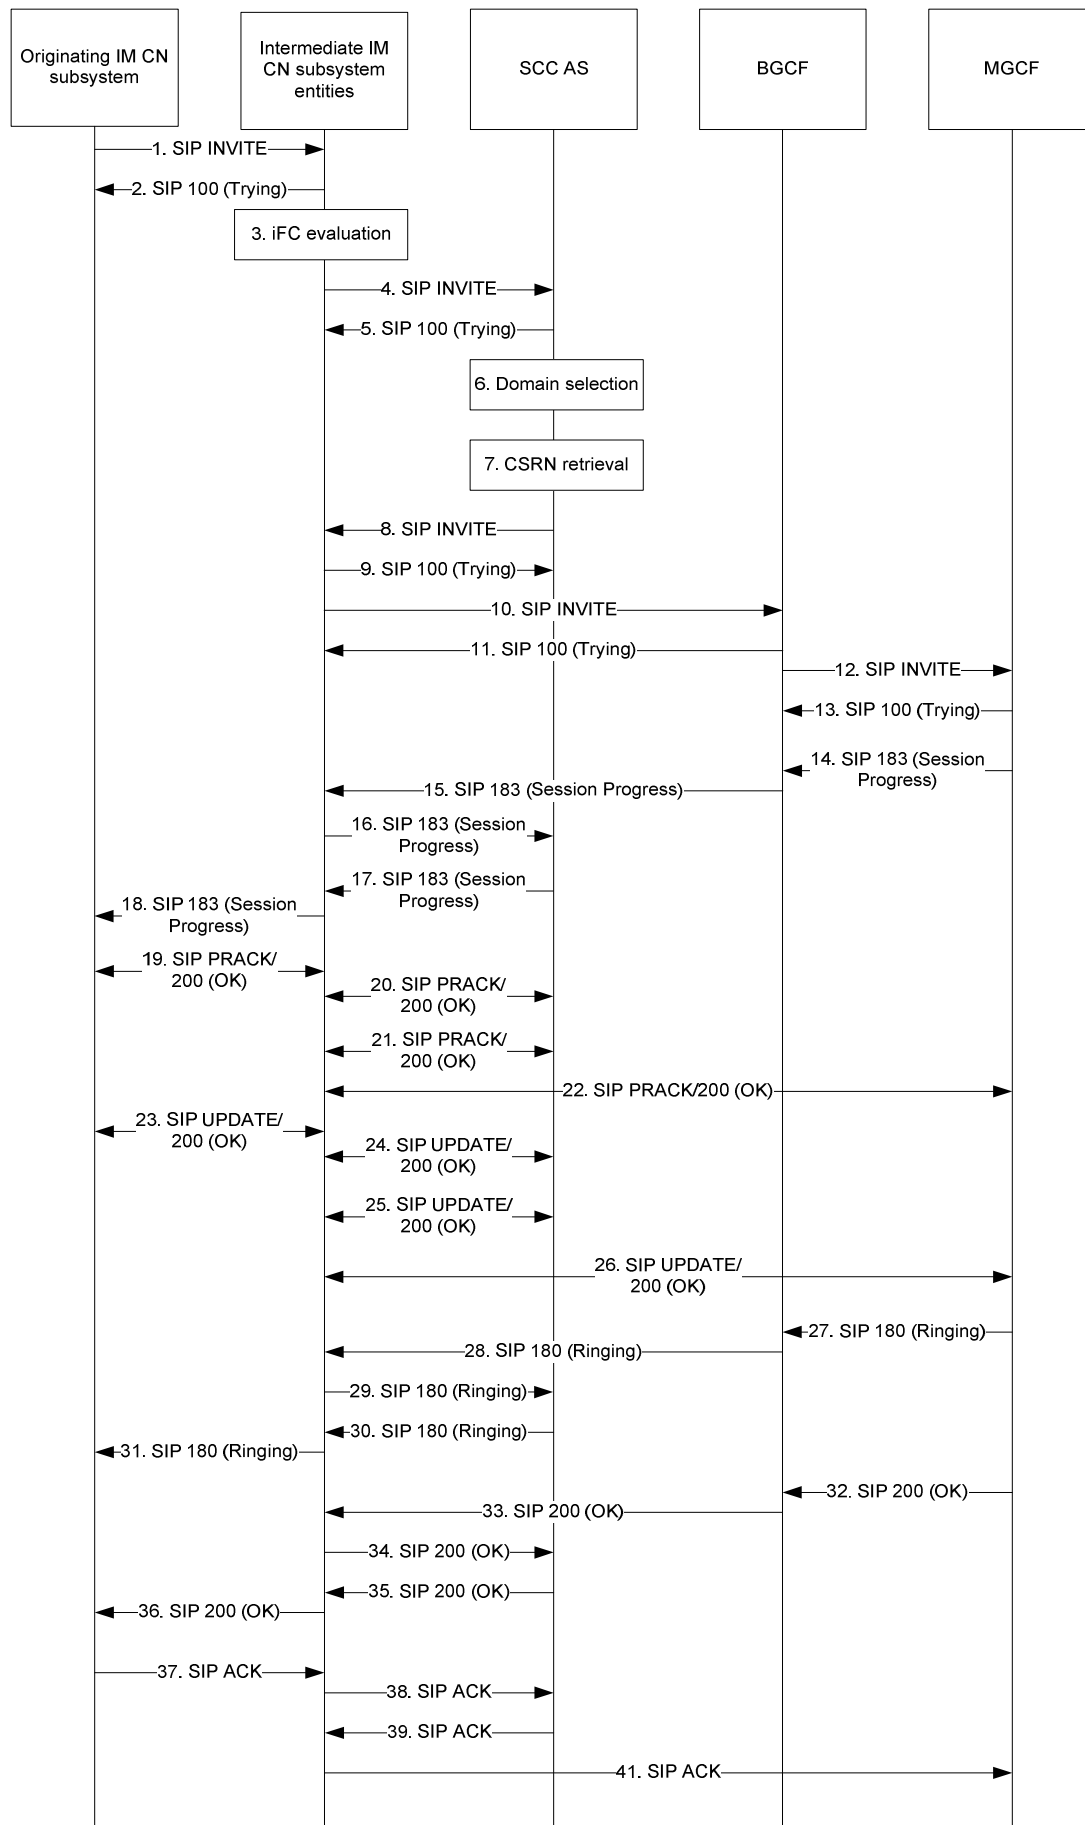 Originating IM CN
subsystem
Intermediate IM
CN subsystem
entities
SCC AS
BGCF
MGCF
1. SIP INVITE
2. SIP 100 (Trying)
3. iFC evaluation
4. SIP INVITE
5. SIP 100 (Trying)
6. Domain selection
7. CSRN retrieval
8. SIP INVITE
9. SIP 100 (Trying)
10. SIP INVITE
11. SIP 100 (Trying)
12. SIP INVITE
13. SIP 100 (Trying)
14. SIP 183 (Session
Progress)
15. SIP 183 (Session Progress)
16. SIP 183 (Session
Progress)
17. SIP 183 (Session
Progress)
18. SIP 183 (Session
Progress)
19. SIP PRACK/
200 (OK)
20. SIP PRACK/
200 (OK)
21. SIP PRACK/
200 (OK)
22. SIP PRACK/200 (OK)
23. SIP UPDATE/
200 (OK)
24. SIP UPDATE/
200 (OK)
25. SIP UPDATE/
200 (OK)
26. SIP UPDATE/
200 (OK)
27. SIP 180 (Ringing)
28. SIP 180 (Ringing)
29. SIP 180 (Ringing)
30. SIP 180 (Ringing)
31. SIP 180 (Ringing)
32. SIP 200 (OK)
33. SIP 200 (OK)
34. SIP 200 (OK)
35. SIP 200 (OK)
36. SIP 200 (OK)
37. SIP ACK
38. SIP ACK
39. SIP ACK
41. SIP ACK